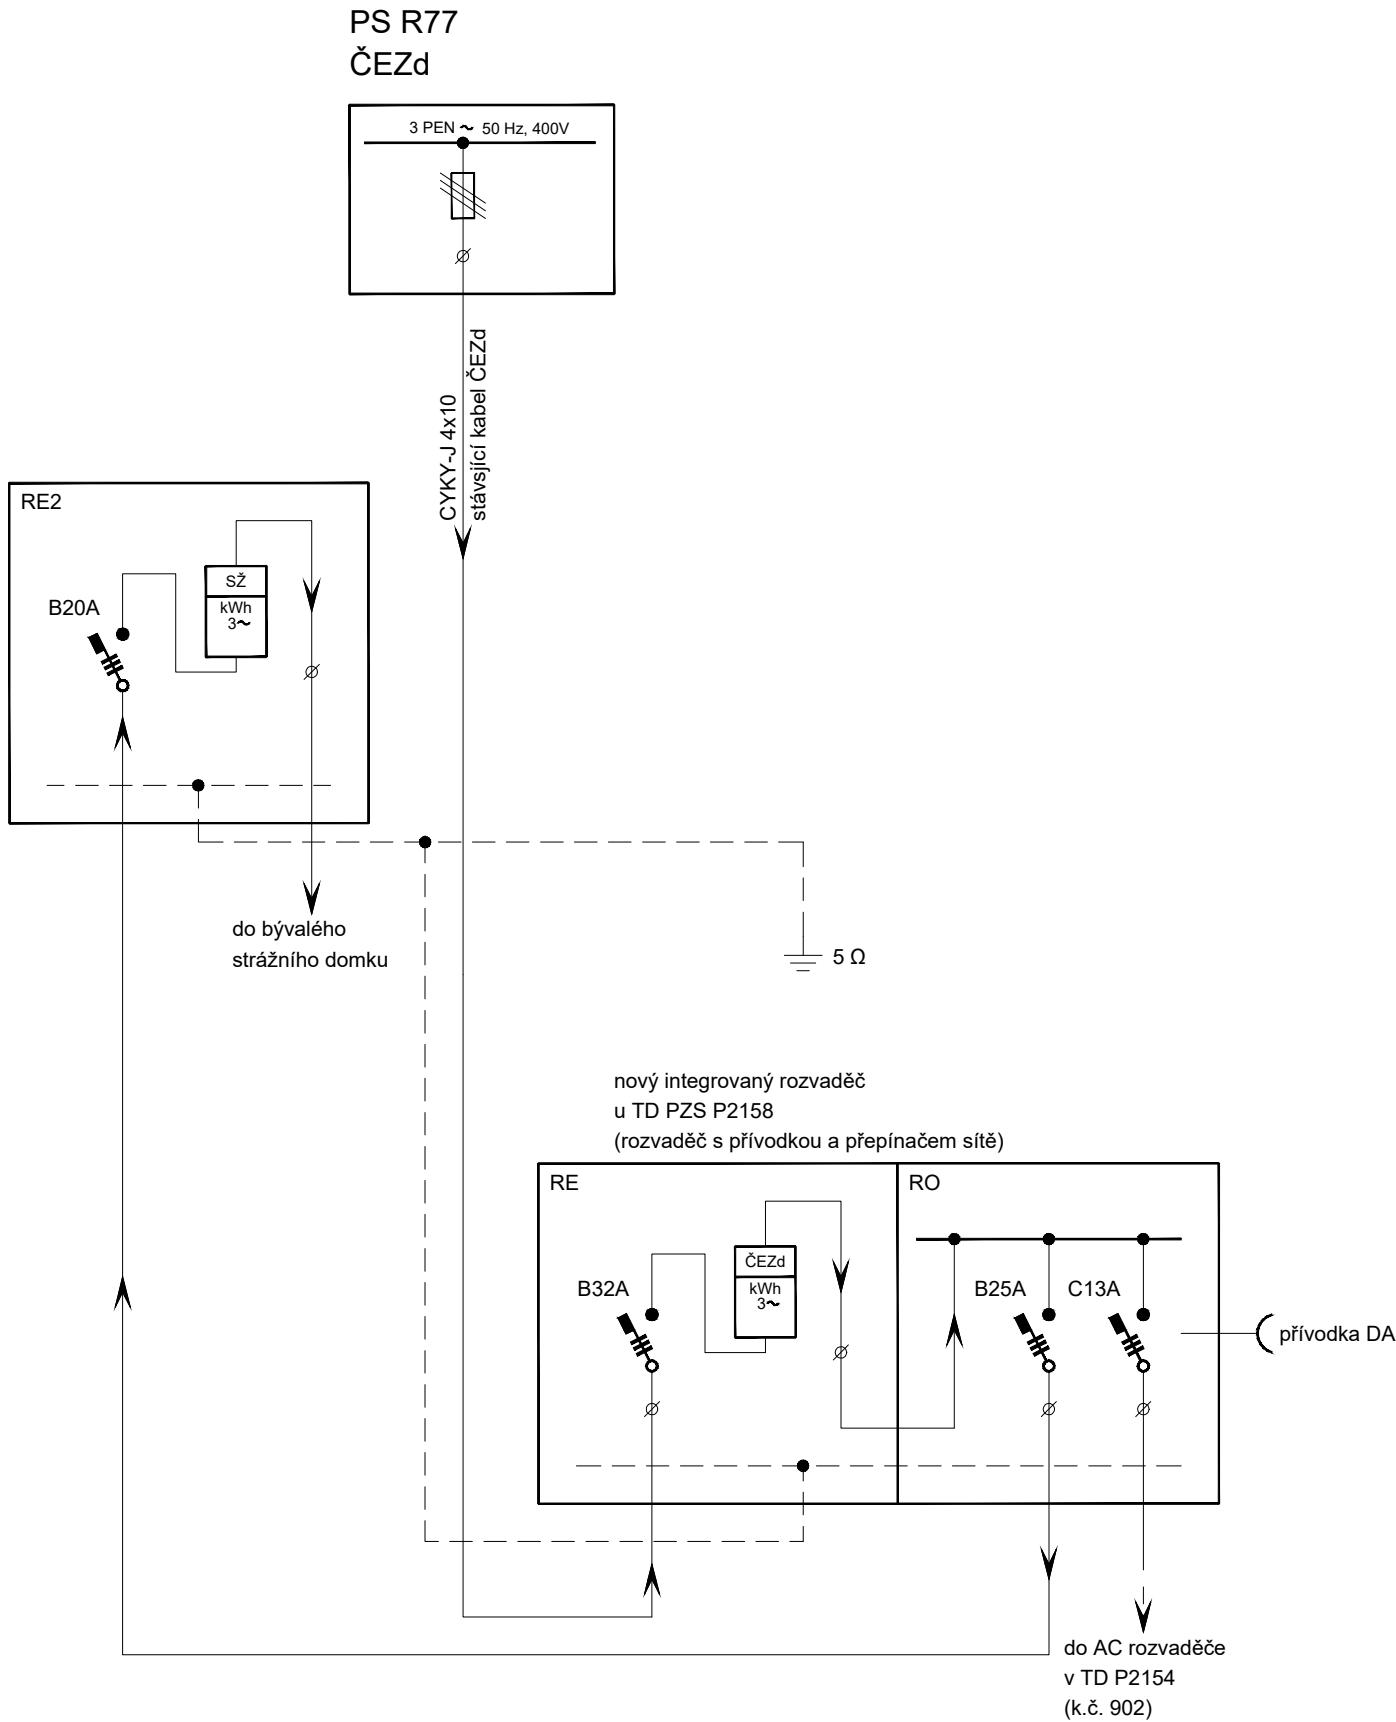 PS R77
ČEZd
3 PEN ~ 50 Hz, 400V
CYKY-J 4x10
stávsjící kabel ČEZd
RE2
SŽ
kWh
3~
B20A
do bývalého
strážního domku
5 Ω
nový integrovaný rozvaděč
u TD PZS P2158
(rozvaděč s přívodkou a přepínačem sítě)
RE
RO
ČEZd
kWh
3~
B32A
B25A
C13A
přívodka DA
do AC rozvaděče
v TD P2154
(k.č. 902)